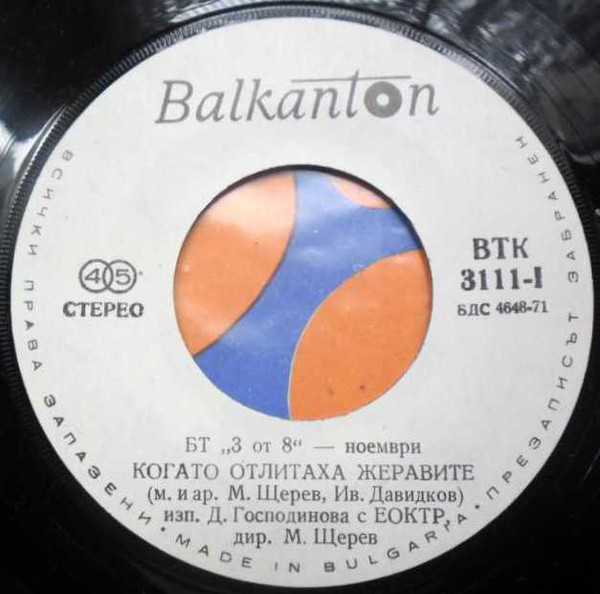 Balkanton
45
СТЕРЕО
ВТК
3111-I
БДС 4648-71
БТ „3 от 8“ — ноември
КОГАТО ОТЛИТАХА ЖЕРАВИТЕ
(м. и ар. М. Щерев, Ив. Давидков)
изп. Д. Господинова с ЕОКТР,
дир. М. Щерев
ВСИЧКИ ПРАВА ЗАПАЗЕНИ · MADE IN BULGARIA · ПРЕЗАПИСЪТ ЗАБРАНЕН